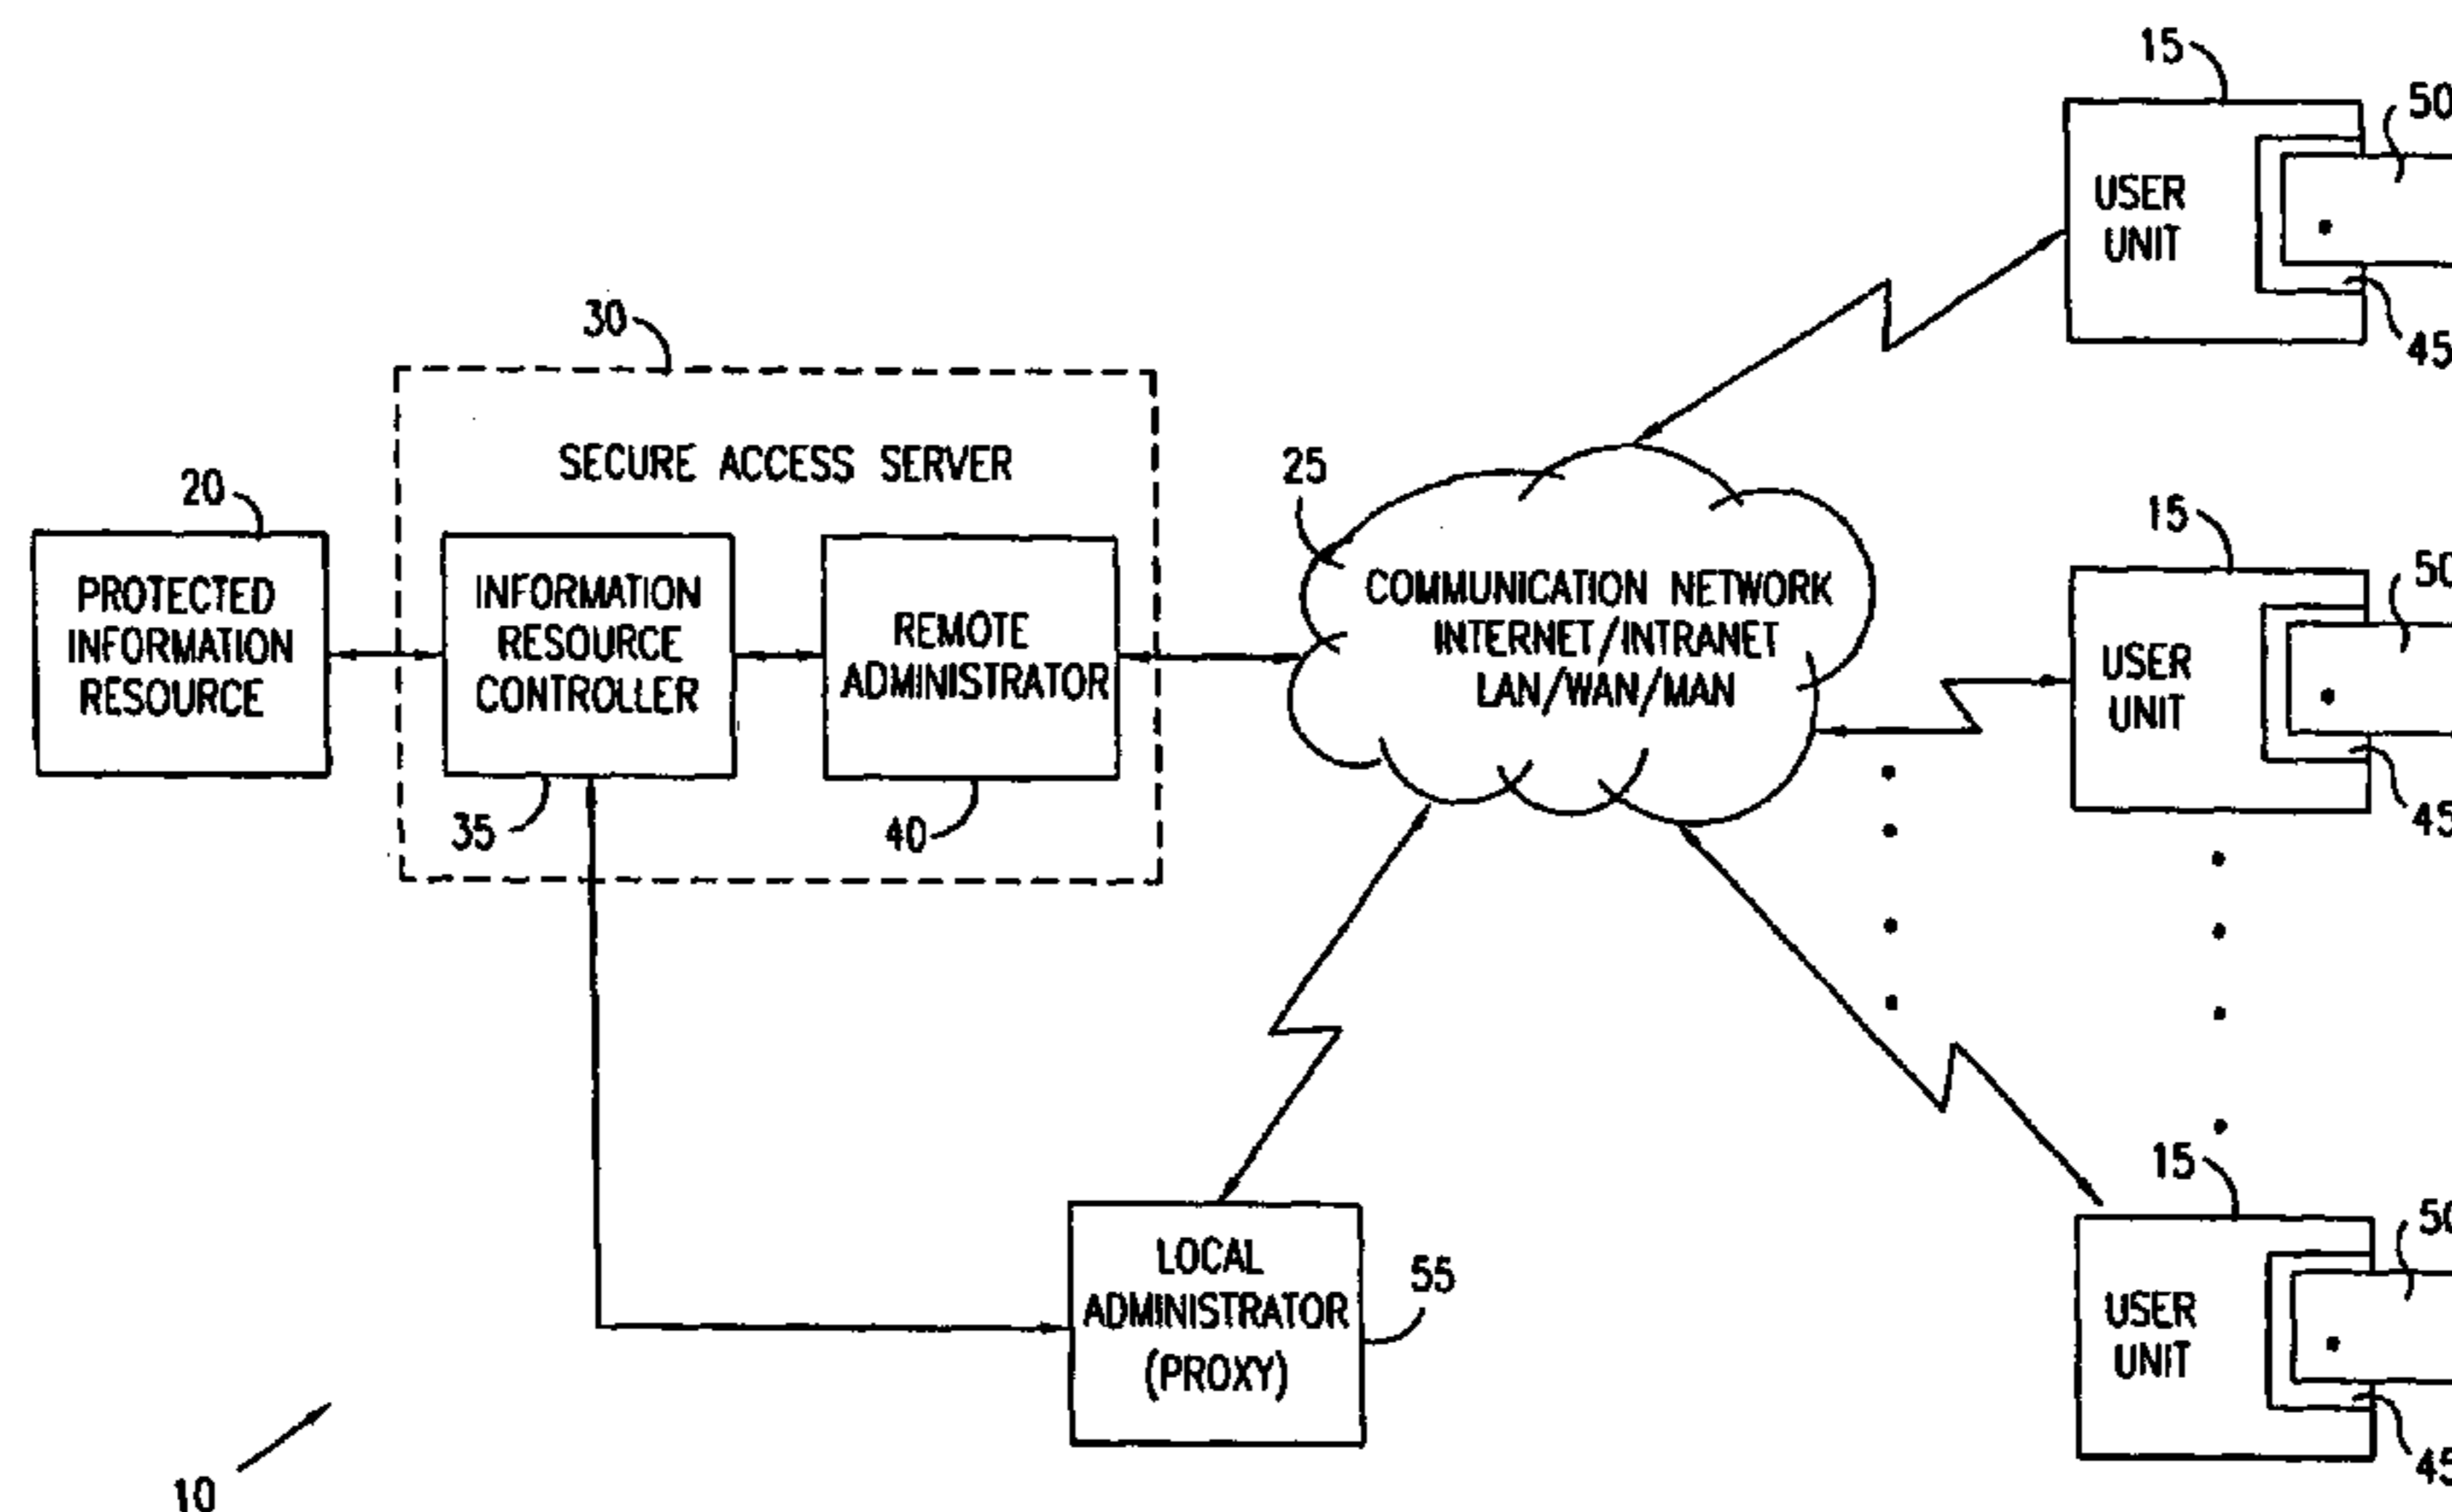 15
50
USER
UNIT
45
30
SECURE ACCESS SERVER
20
25
15
50
PROTECTED
INFORMATION
RESOURCE
INFORMATION
RESOURCE
CONTROLLER
REMOTE
ADMINISTRATOR
COMMUNICATION NETWORK
INTERNET/INTRANET
LAN/WAN/MAN
USER
UNIT
45
35
40
15
50
LOCAL
ADMINISTRATOR
(PROXY)
55
USER
UNIT
45
10